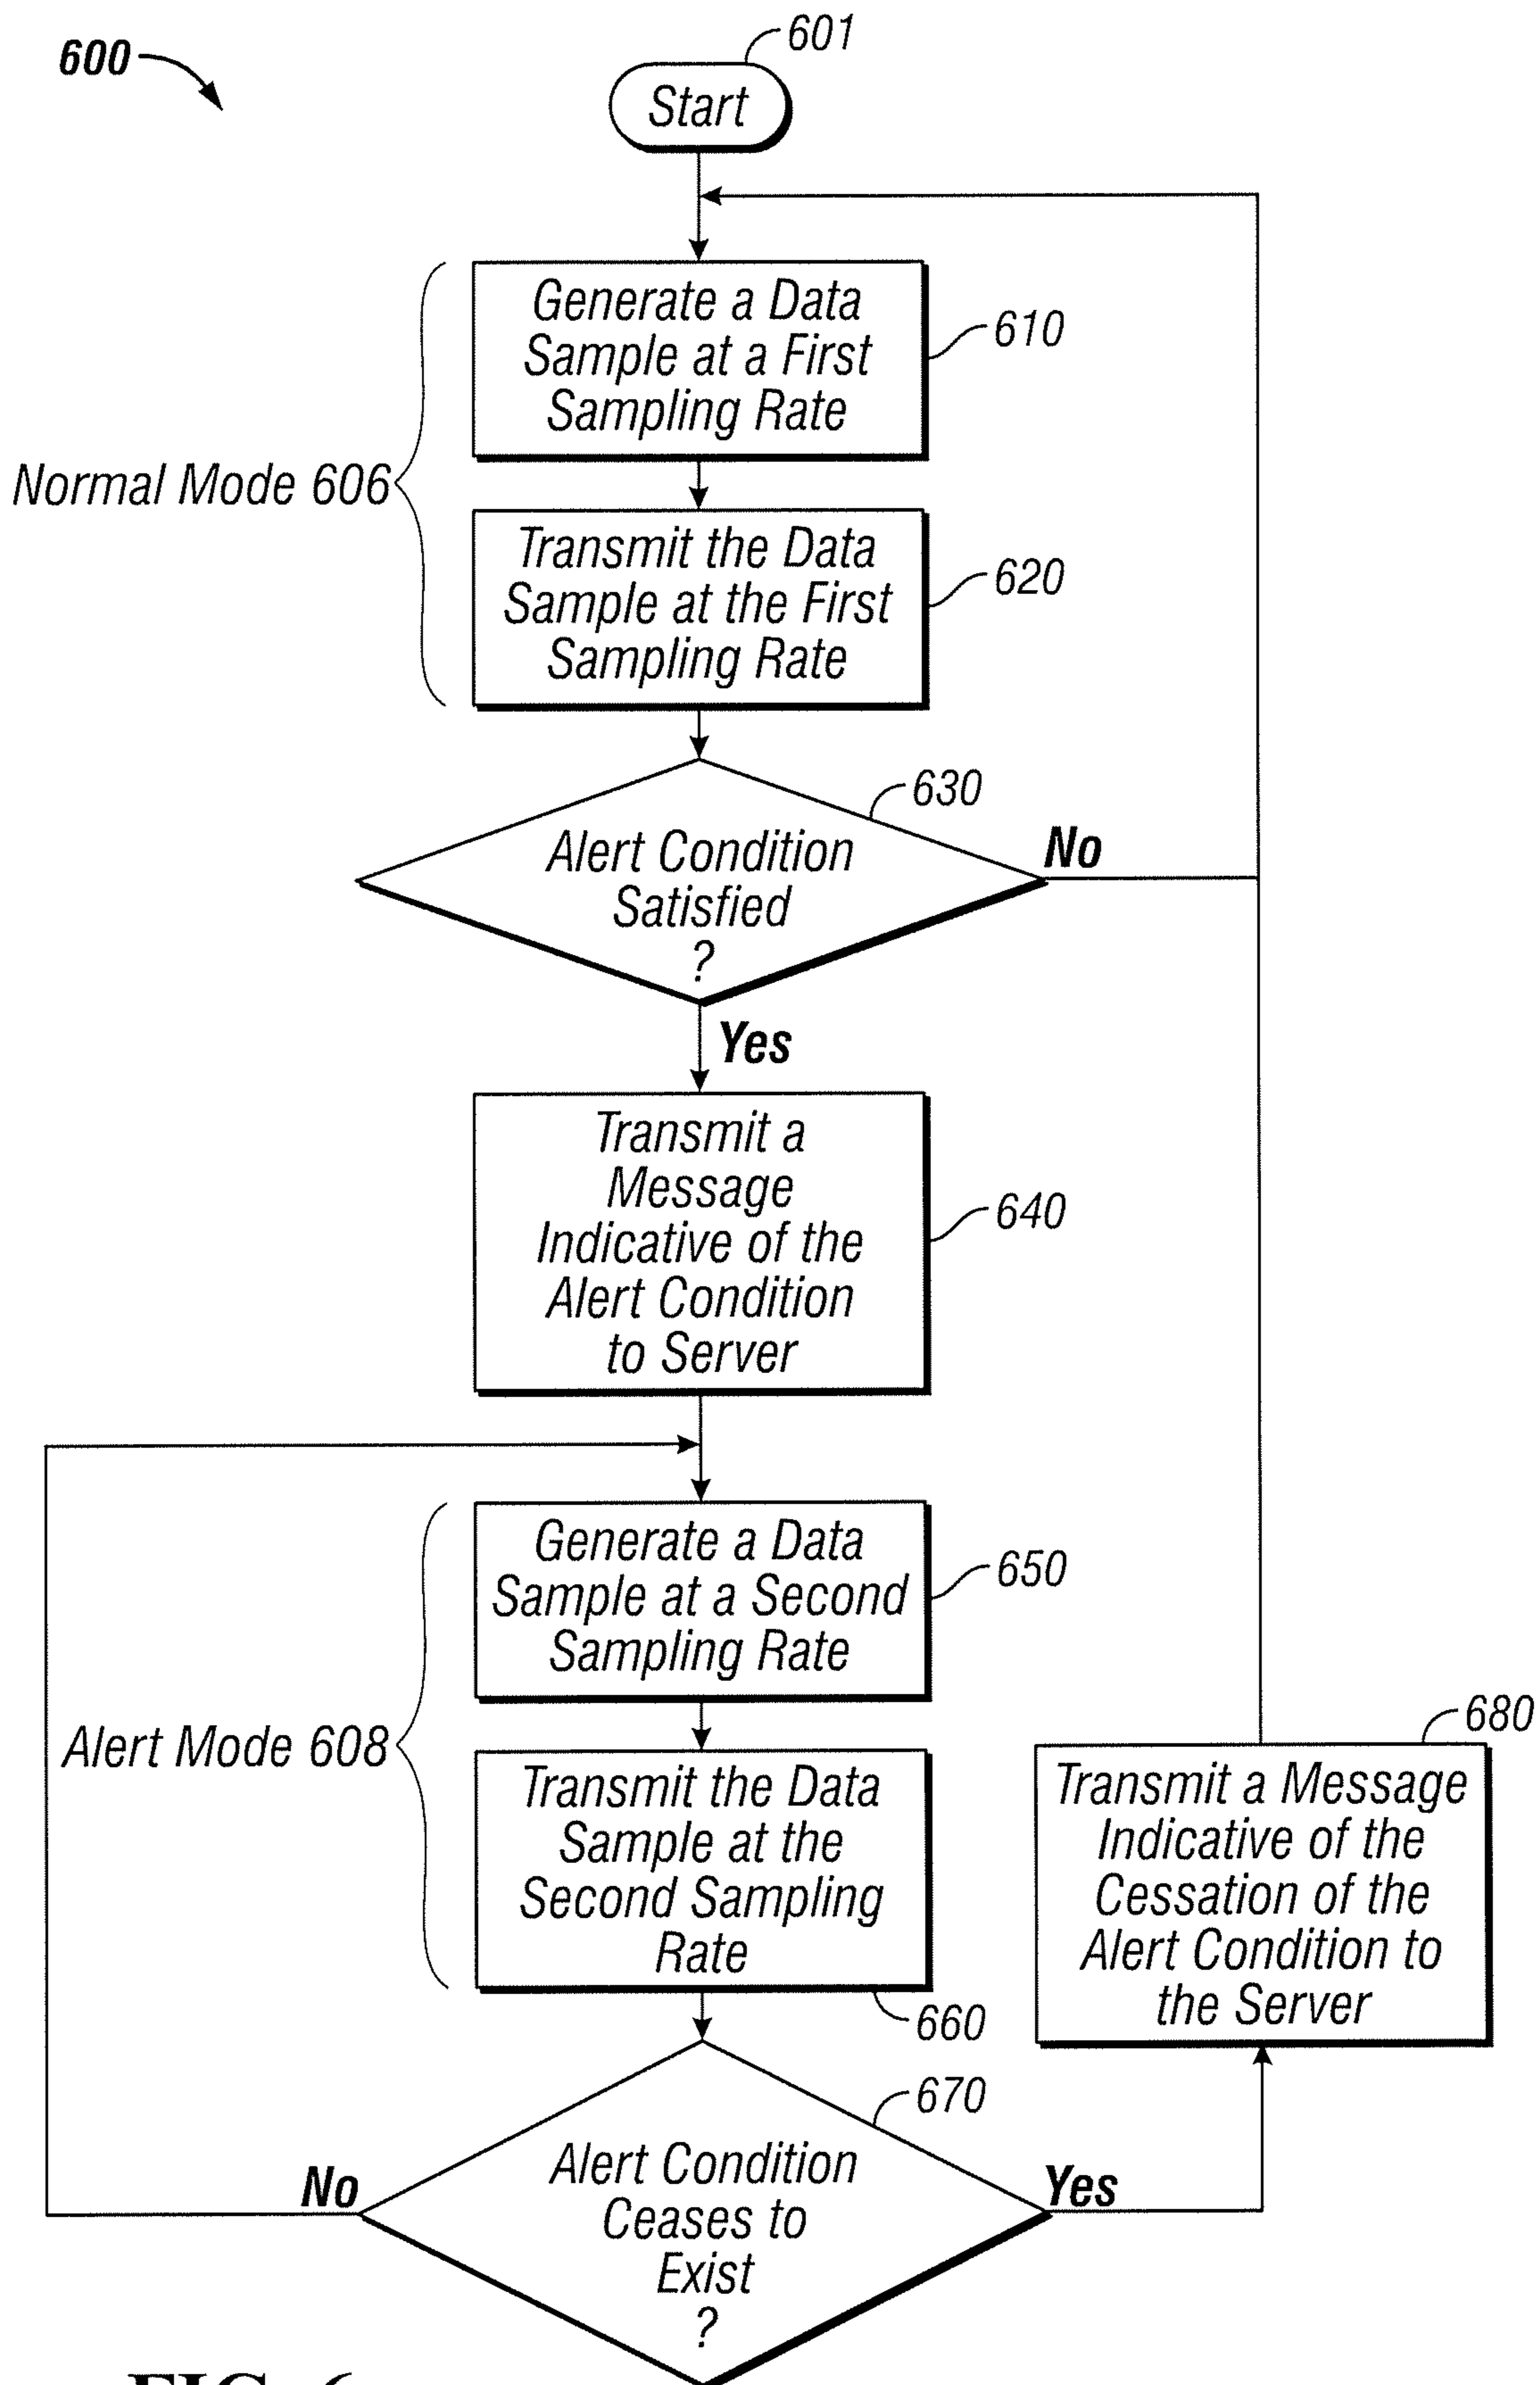 600
601
Start
Generate a Data
Sample at a First
Sampling Rate
610
Normal Mode 606
Transmit the Data
Sample at the First
Sampling Rate
620
630
Alert Condition
Satisfied
?
No
Yes
Transmit a
Message
Indicative of the
Alert Condition
to Server
640
Generate a Data
Sample at a Second
Sampling Rate
650
Alert Mode 608
Transmit the Data
Sample at the
Second Sampling
Rate
660
680
Transmit a Message
Indicative of the
Cessation of the
Alert Condition to
the Server
670
Alert Condition
Ceases to
Exist
?
No
Yes
FIG. 6